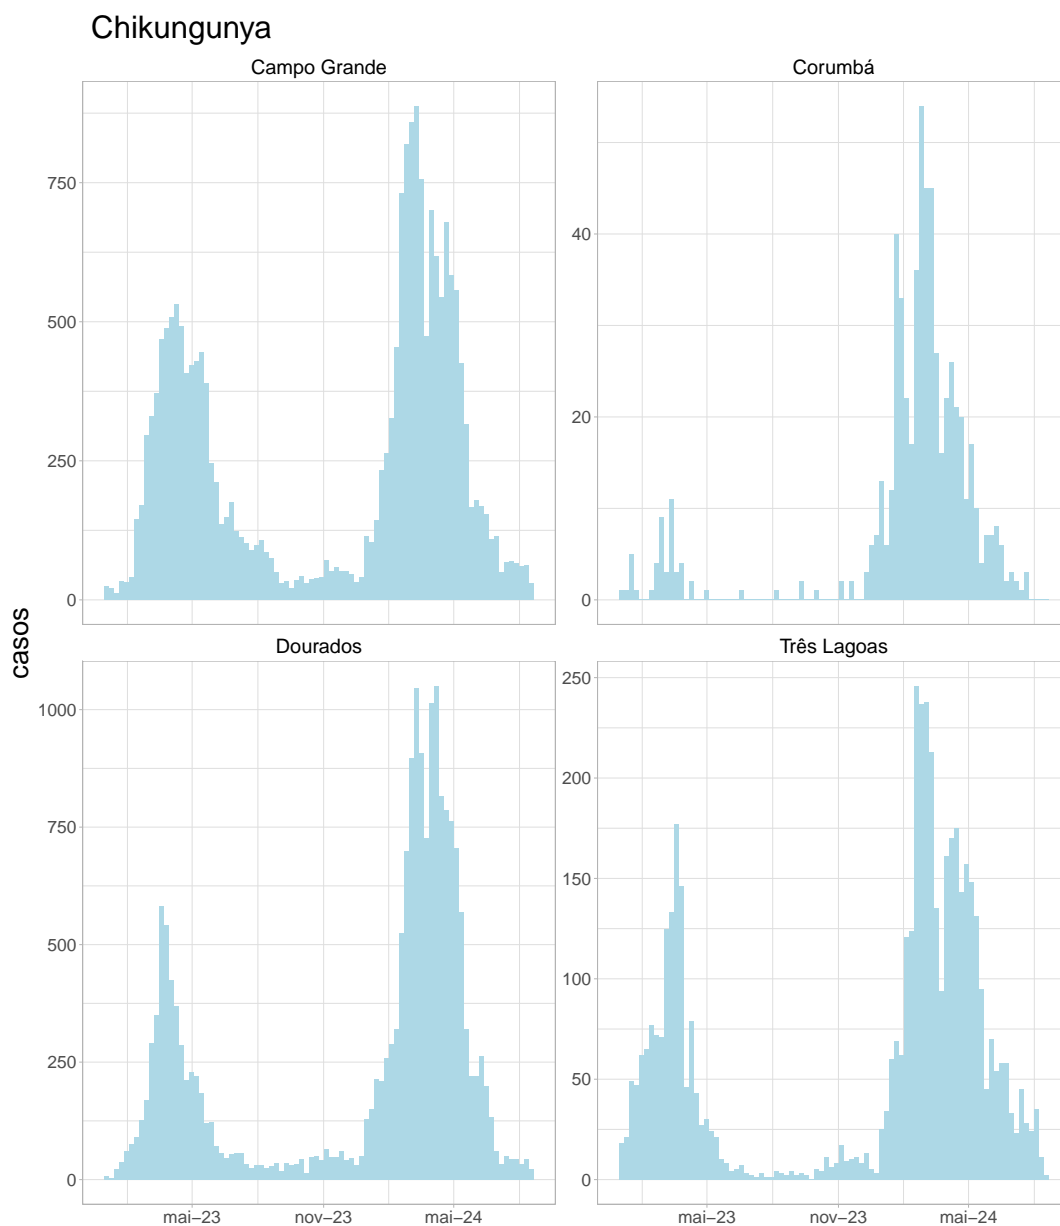 Chikungunya
Campo Grande
Corumbá
750
500
250
0
40
20
0
casos
Dourados
Três Lagoas
1000
750
500
250
0
250
200
150
100
50
0
mai–23
nov–23
mai–24
mai–23
nov–23
mai–24